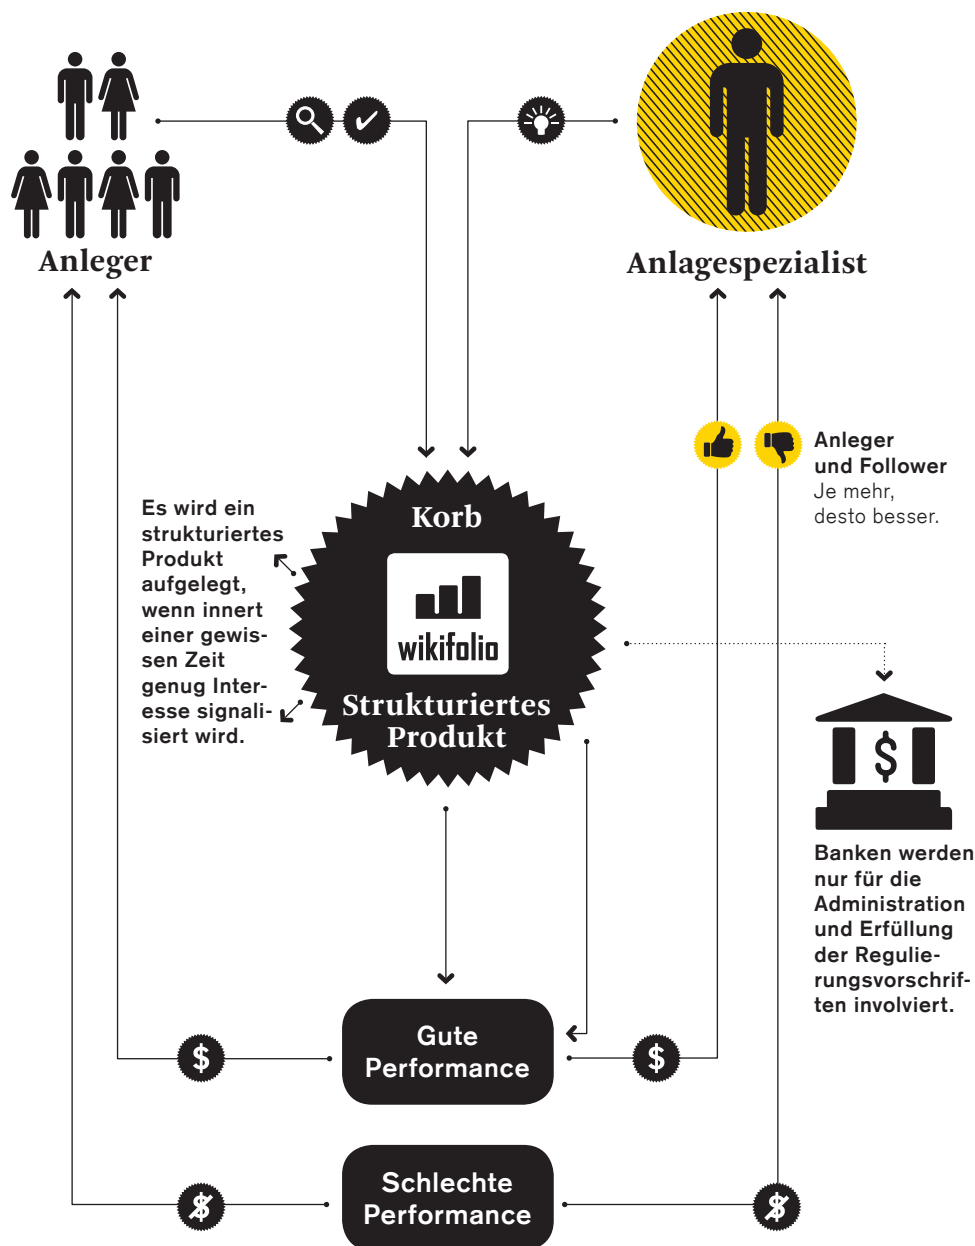 Anleger
Anlagespezialist
Anleger
und Follower
Je mehr,
desto besser.
Es wird ein
strukturiertes
Produkt
aufgelegt,
wenn innert
einer gewis-
sen Zeit
genug Inter-
esse signali-
siert wird.
Korb
wikifolio
Strukturiertes
Produkt
$
Banken werden
nur für die
Administration
und Erfüllung
der Regulie-
rungsvorschrif-
ten involviert.
$
Gute
Performance
$
$
Schlechte
Performance
$